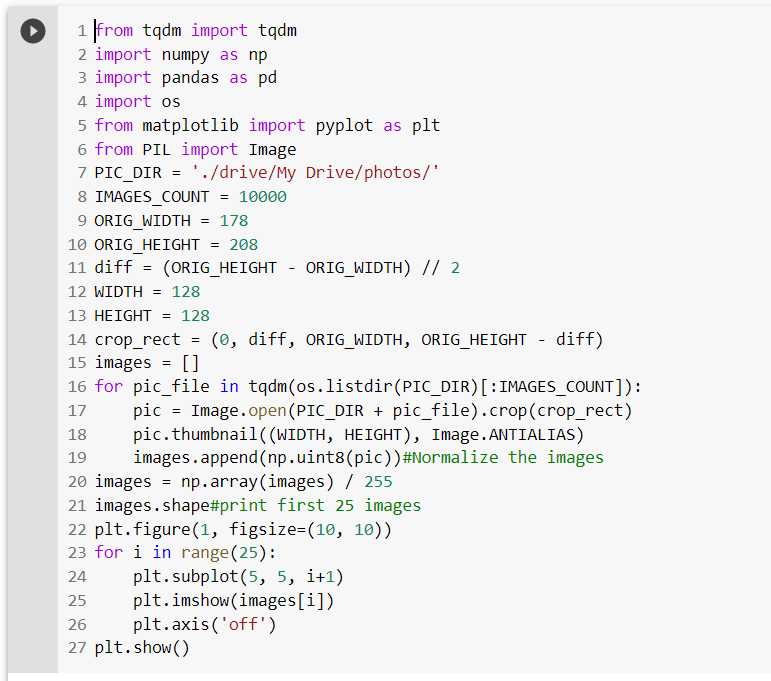 1 from tqdm import tqdm
2 import numpy as np
3 import pandas as pd
4 import os
5 from matplotlib import pyplot as plt
6 from PIL import Image
7 PIC_DIR = './drive/My Drive/photos/'
8 IMAGES_COUNT = 10000
9 ORIG_WIDTH = 178
10 ORIG_HEIGHT = 208
11 diff = (ORIG_HEIGHT - ORIG_WIDTH) // 2
12 WIDTH = 128
13 HEIGHT = 128
14 crop_rect = (0, diff, ORIG_WIDTH, ORIG_HEIGHT - diff)
15 images = []
16 for pic_file in tqdm(os.listdir(PIC_DIR)[:IMAGES_COUNT]):
17     pic = Image.open(PIC_DIR + pic_file).crop(crop_rect)
18     pic.thumbnail((WIDTH, HEIGHT), Image.ANTIALIAS)
19     images.append(np.uint8(pic))#Normalize the images
20 images = np.array(images) / 255
21 images.shape#print first 25 images
22 plt.figure(1, figsize=(10, 10))
23 for i in range(25):
24     plt.subplot(5, 5, i+1)
25     plt.imshow(images[i])
26     plt.axis('off')
27 plt.show()